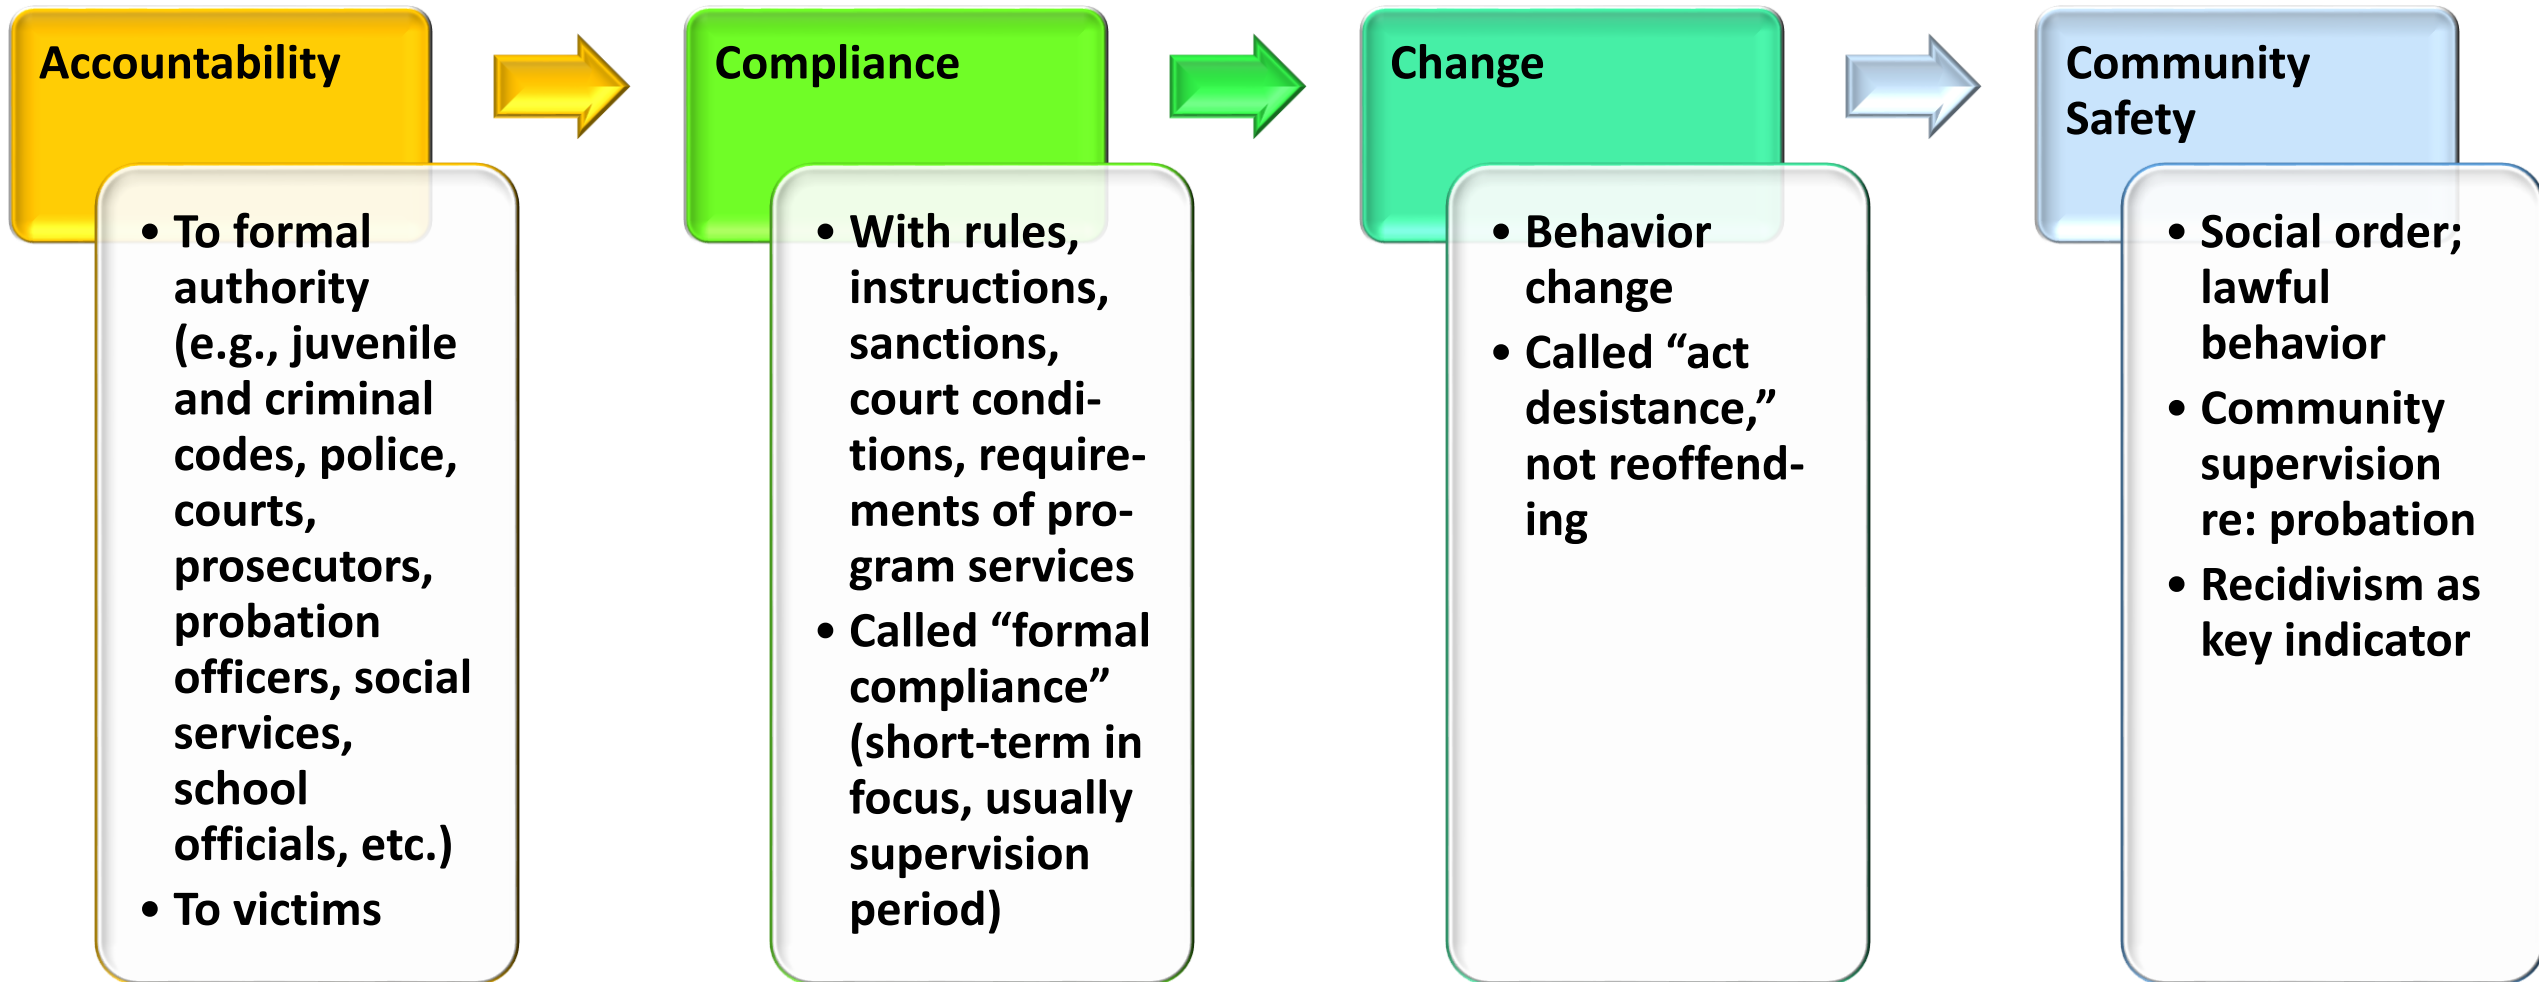 Accountability
• To formal
authority
(e.g., juvenile
and criminal
codes, police,
courts,
prosecutors,
probation
officers, social
services,
school
officials, etc.)
• To victims
Compliance
• With rules,
instructions,
sanctions,
court condi-
tions, require-
ments of pro-
gram services
• Called “formal
compliance”
(short-term in
focus, usually
supervision
period)
Change
• Behavior
change
• Called “act
desistance,”
not reoffend-
ing
Community
Safety
• Social order;
lawful
behavior
• Community
supervision
re: probation
• Recidivism as
key indicator